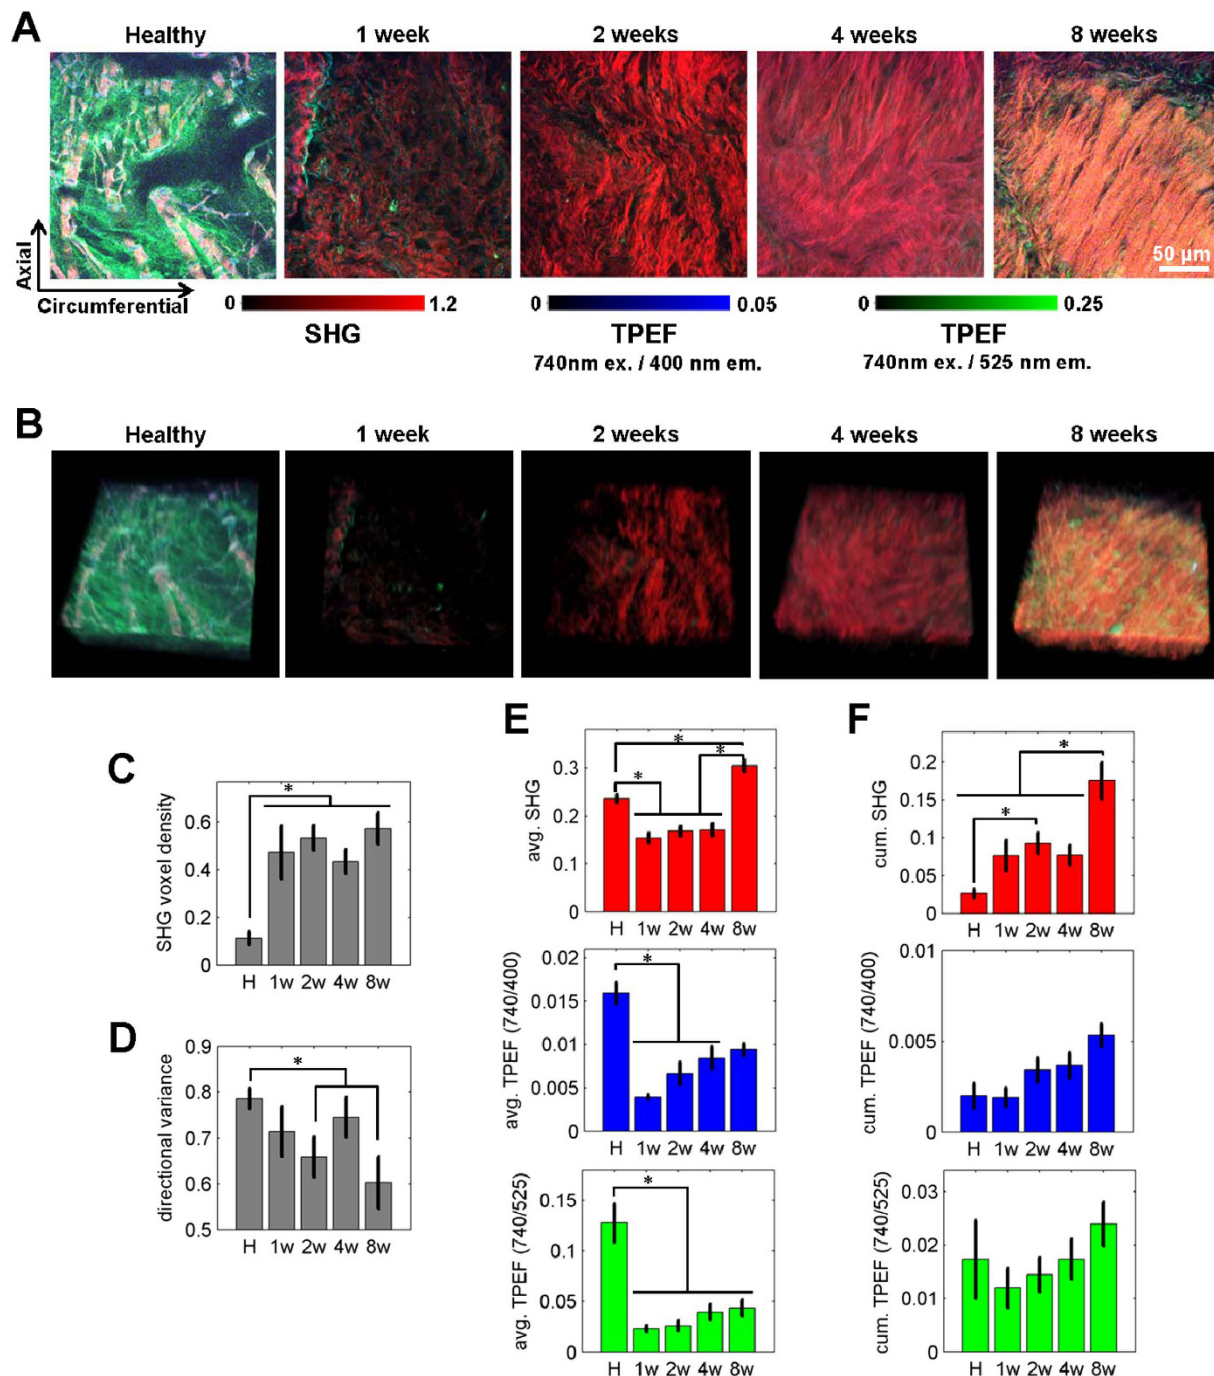 A
Healthy 1 week 2 weeks 4 weeks 8 weeks
Axial
Circumferential
50 µm
0 1.2 0 0.05 0 0.25
SHG TPEF TPEF
740nm ex. / 400 nm em. 740nm ex. / 525 nm em.
B
Healthy 1 week 2 weeks 4 weeks 8 weeks
C
SHG voxel density
0.6
0.4
0.2
0
*
H 1w 2w 4w 8w
D
directional variance
0.9
0.8
0.7
0.6
0.5
*
H 1w 2w 4w 8w
E
avg. SHG
0.3
0.2
0.1
0
* * *
H 1w 2w 4w 8w
avg. TPEF (740/400)
0.02
0.015
0.01
0.005
0
*
H 1w 2w 4w 8w
avg. TPEF (740/525)
0.15
0.1
0.05
0
*
H 1w 2w 4w 8w
F
cum. SHG
0.2
0.15
0.1
0.05
0
* *
H 1w 2w 4w 8w
cum. TPEF (740/400)
0.01
0.005
0
H 1w 2w 4w 8w
cum. TPEF (740/525)
0.03
0.02
0.01
0
H 1w 2w 4w 8w